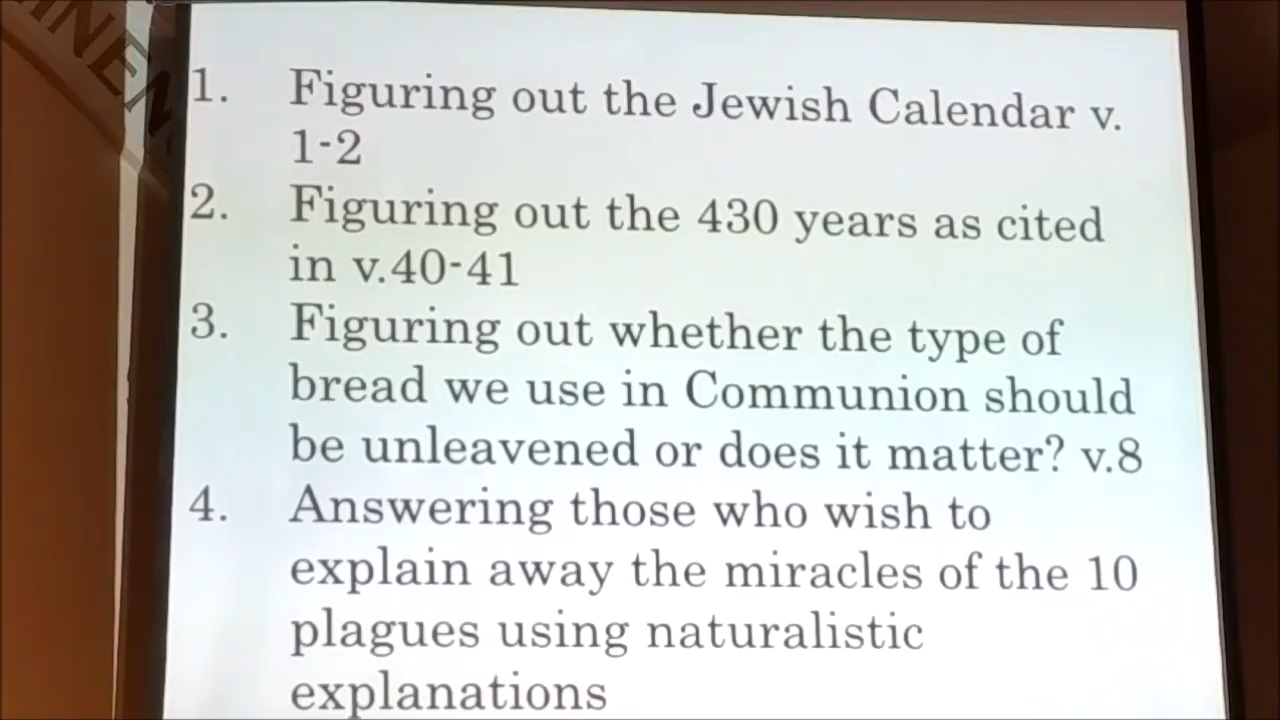 1. Figuring out the Jewish Calendar v.
1-2
2. Figuring out the 430 years as cited
in v.40-41
3. Figuring out whether the type of
bread we use in Communion should
be unleavened or does it matter? v.8
4. Answering those who wish to
explain away the miracles of the 10
plagues using naturalistic
explanations